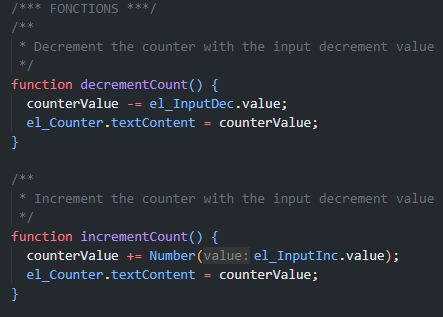 /*** FONCTIONS ***/
/**
 * Decrement the counter with the input decrement value
 */
function decrementCount() {
  counterValue -= el_InputDec.value;
  el_Counter.textContent = counterValue;
}

/**
 * Increment the counter with the input decrement value
 */
function incrementCount() {
  counterValue += Number(value: el_InputInc.value);
  el_Counter.textContent = counterValue;
}